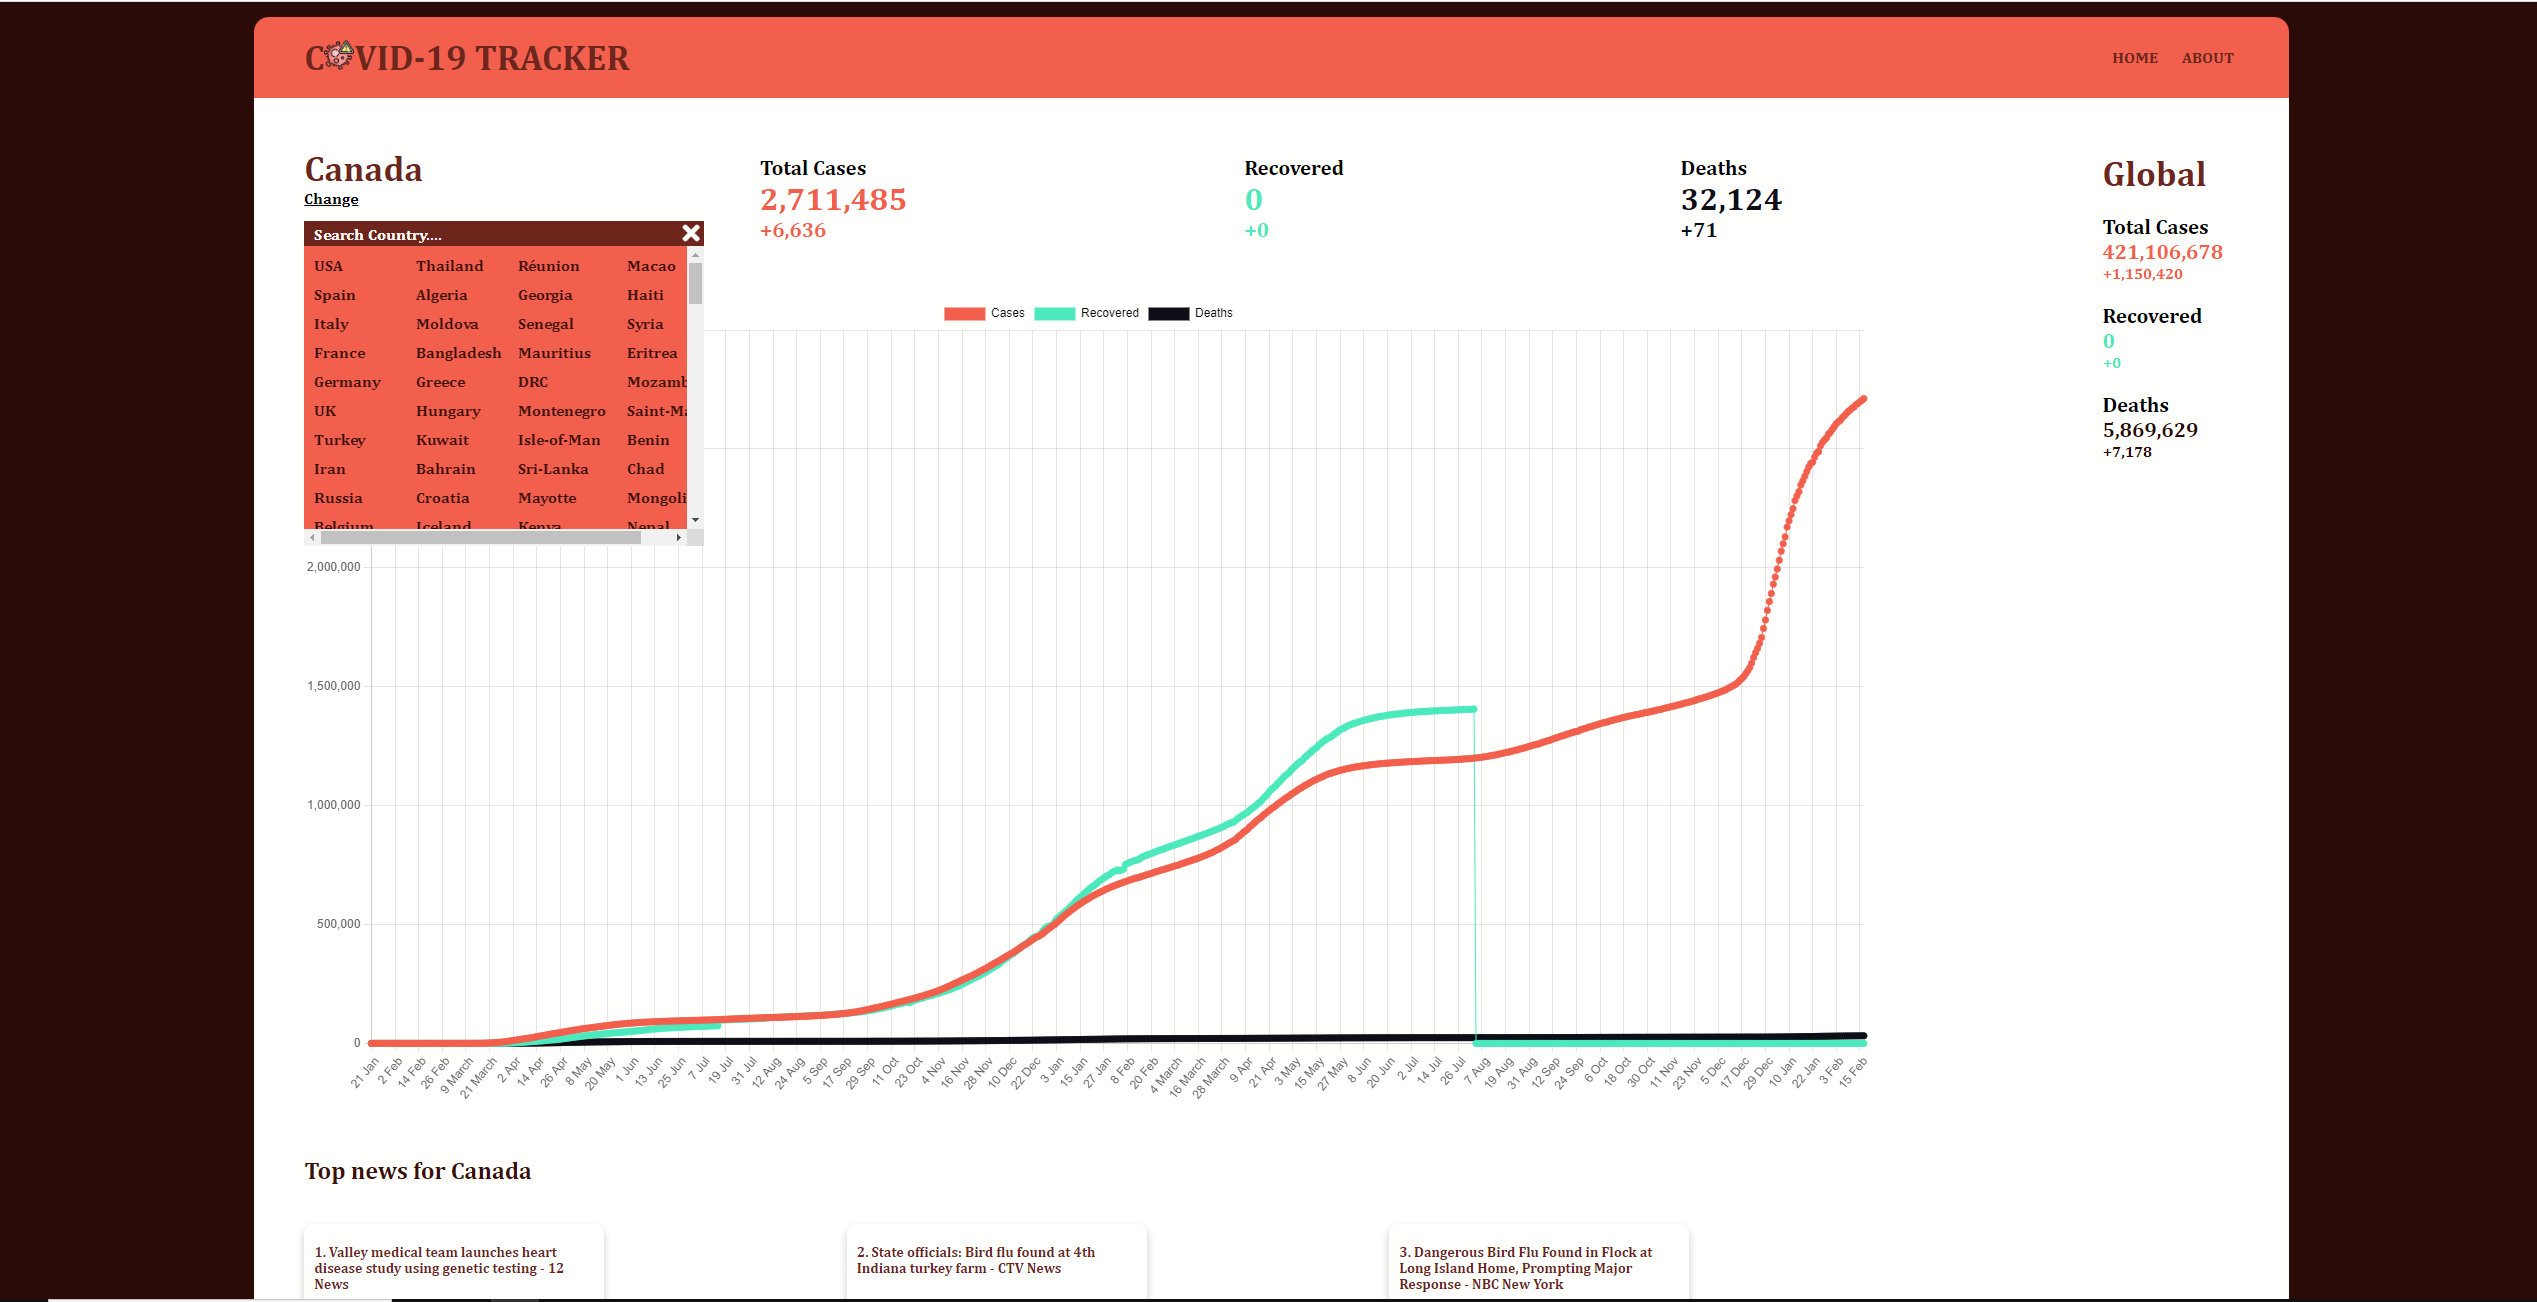 COVID-19 TRACKER
HOME ABOUT
Canada
Change
Total Cases
2,711,485
+6,636
Recovered
0
+0
Deaths
32,124
+71
Global
Total Cases
421,106,678
+1,150,420
Recovered
0
+0
Deaths
5,869,629
+7,178
Search Country....
USA Thailand Réunion Macao
Spain Algeria Georgia Haiti
Italy Moldova Senegal Syria
France Bangladesh Mauritius Eritrea
Germany Greece DRC Mozamb
UK Hungary Montenegro Saint-Ma
Turkey Kuwait Isle-of-Man Benin
Iran Bahrain Sri-Lanka Chad
Russia Croatia Mayotte Mongoli
Belgium Iceland Kenya Nepal
Cases Recovered Deaths
2,000,000
1,500,000
1,000,000
500,000
0
21 Jan 2 Feb 14 Feb 26 Feb 9 March 21 March 2 Apr 14 Apr 26 Apr 8 May 20 May 1 Jun 13 Jun 25 Jun 7 Jul 19 Jul 31 Jul 12 Aug 24 Aug 5 Sep 17 Sep 29 Sep 11 Oct 23 Oct 4 Nov 16 Nov 28 Nov 10 Dec 22 Dec 3 Jan 15 Jan 27 Jan 8 Feb 20 Feb 4 March 16 March 28 March 9 Apr 21 Apr 3 May 15 May 27 May 8 Jun 20 Jun 2 Jul 14 Jul 26 Jul 7 Aug 19 Aug 31 Aug 12 Sep 24 Sep 6 Oct 18 Oct 30 Oct 11 Nov 23 Nov 5 Dec 17 Dec 29 Dec 10 Jan 22 Jan 3 Feb 15 Feb
Top news for Canada
1. Valley medical team launches heart
disease study using genetic testing - 12
News
2. State officials: Bird flu found at 4th
Indiana turkey farm - CTV News
3. Dangerous Bird Flu Found in Flock at
Long Island Home, Prompting Major
Response - NBC New York